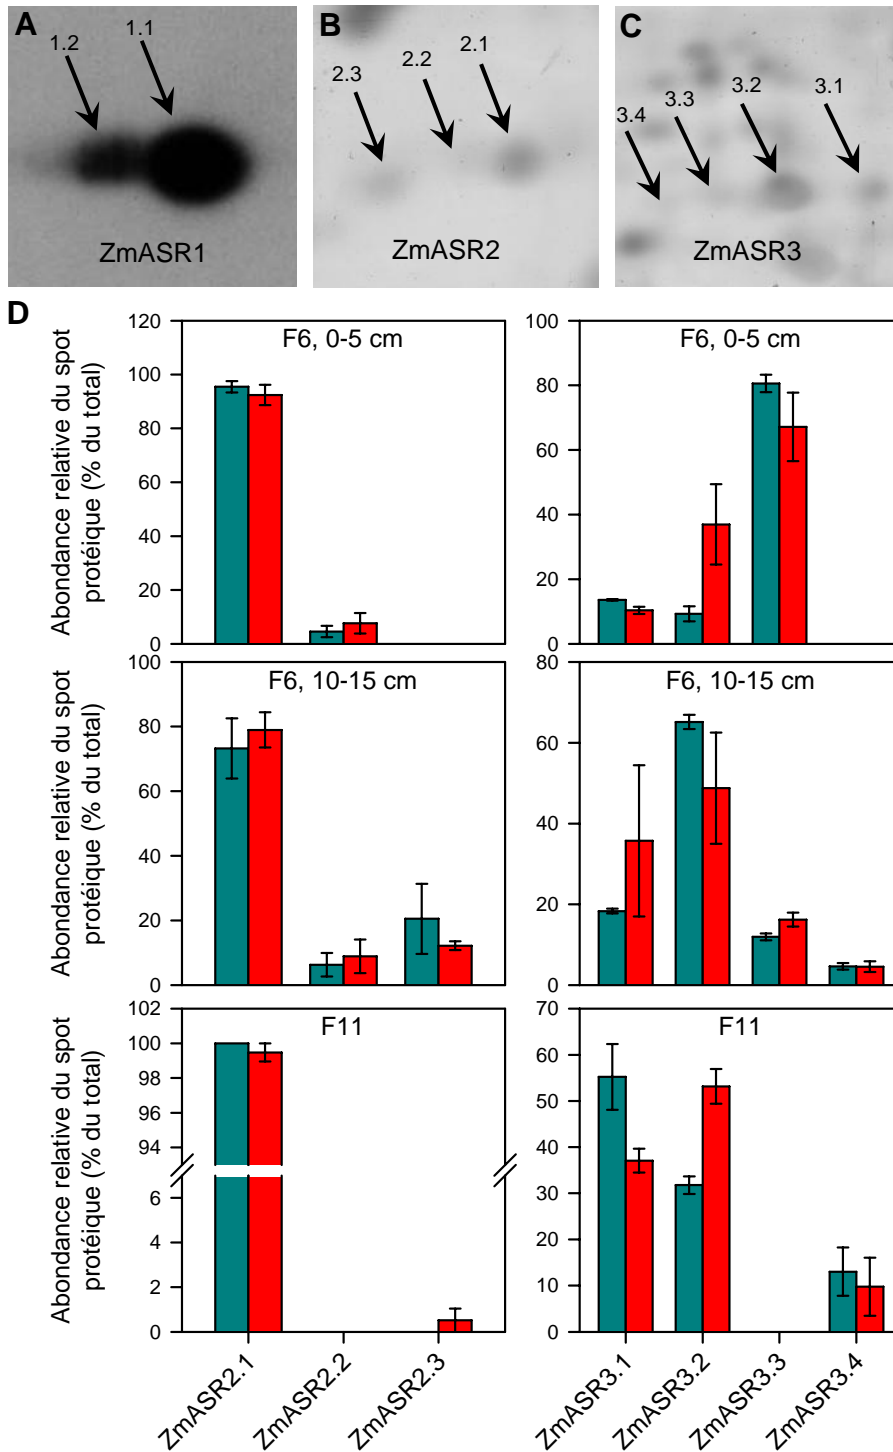 A
1.2
1.1
ZmASR1
B
2.3
2.2
2.1
ZmASR2
C
3.4
3.3
3.2
3.1
ZmASR3
D
Abondance relative du spot
protéique (% du total)
120
100
80
60
40
20
0
F6, 0-5 cm
100
80
60
40
20
0
F6, 0-5 cm
Abondance relative du spot
protéique (% du total)
100
80
60
40
20
0
F6, 10-15 cm
80
60
40
20
0
F6, 10-15 cm
Abondance relative du spot
protéique (% du total)
102
100
98
96
94
6
4
2
0
F11
70
60
50
40
30
20
10
0
F11
ZmASR2.1
ZmASR2.2
ZmASR2.3
ZmASR3.1
ZmASR3.2
ZmASR3.3
ZmASR3.4